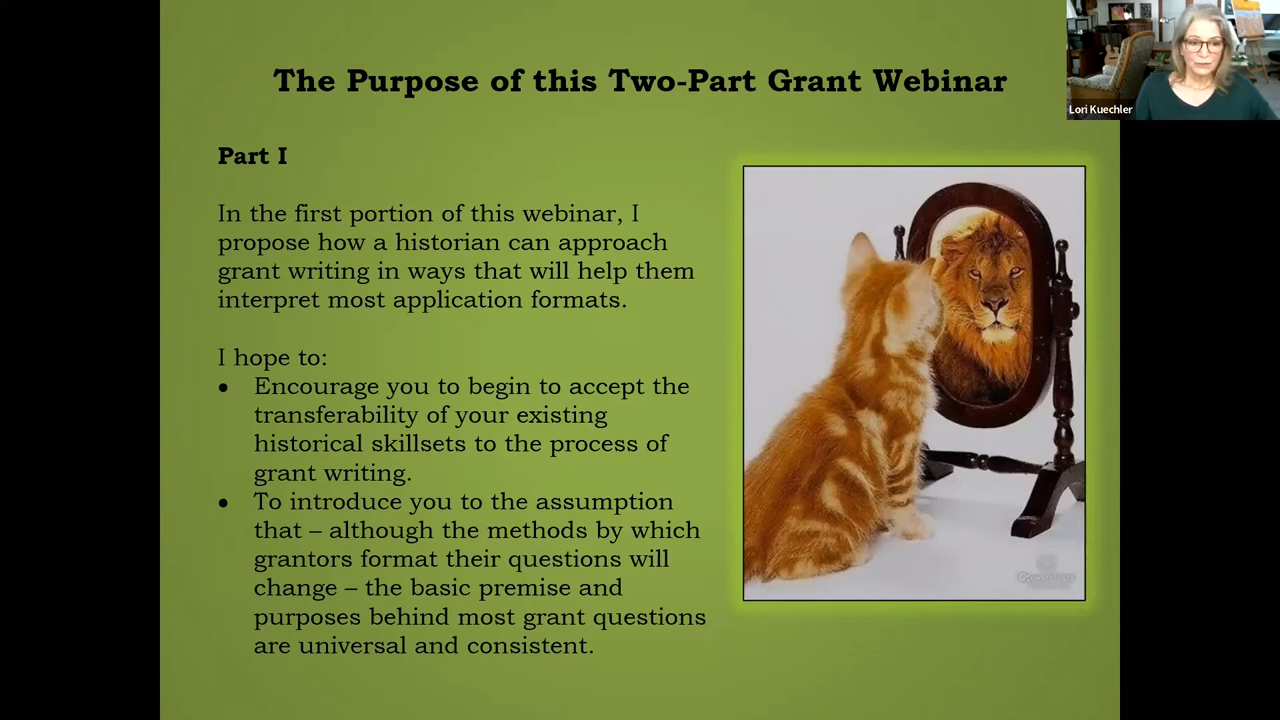 The Purpose of this Two-Part Grant Webinar
Lori Kuechler
Part I
In the first portion of this webinar, I
propose how a historian can approach
grant writing in ways that will help them
interpret most application formats.
I hope to:
• Encourage you to begin to accept the
transferability of your existing
historical skillsets to the process of
grant writing.
• To introduce you to the assumption
that – although the methods by which
grantors format their questions will
change – the basic premise and
purposes behind most grant questions
are universal and consistent.